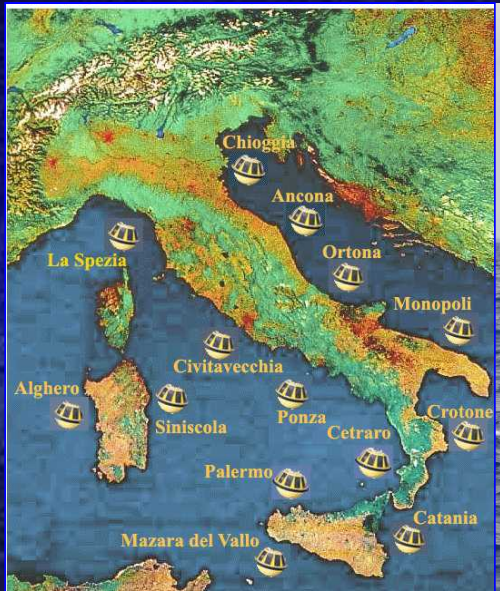 Chioggia
Ancona
La Spezia
Ortona
Monopoli
Civitavecchia
Alghero
Siniscola
Ponza
Crotone
Cetraro
Palermo
Catania
Mazara del Vallo